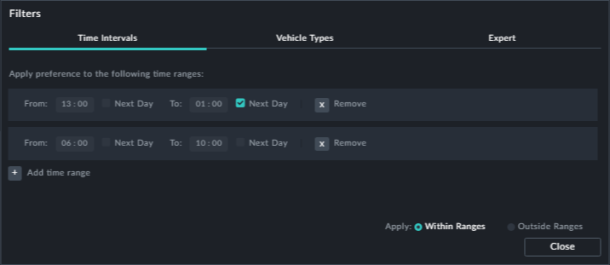 Filters
Time Intervals Vehicle Types Expert
Apply preference to the following time ranges:
From: 13:00 Next Day To: 01:00 Next Day x Remove
From: 06:00 Next Day To: 10:00 Next Day x Remove
+ Add time range
Apply: Within Ranges Outside Ranges
Close